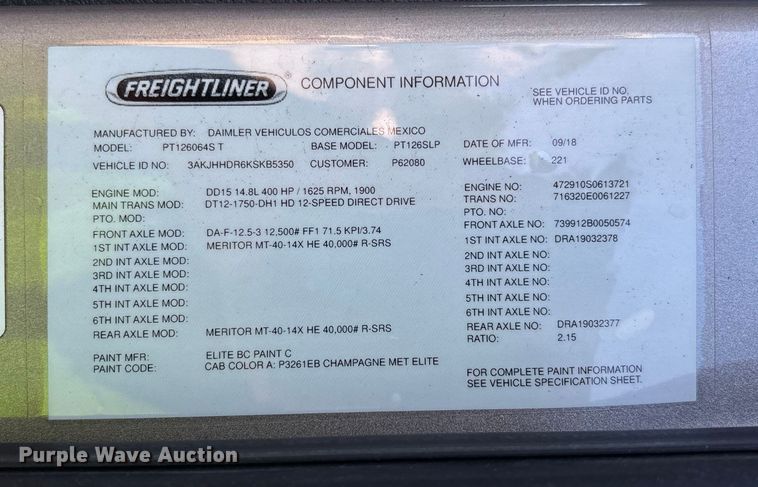 FREIGHTLINER® COMPONENT INFORMATION
SEE VEHICLE ID NO.
WHEN ORDERING PARTS
MANUFACTURED BY: DAIMLER VEHICULOS COMERCIALES MEXICO
MODEL: PT126064S T BASE MODEL: PT126SLP DATE OF MFR: 09/18
VEHICLE ID NO: 3AKJHHDR6KSKB5350 CUSTOMER: P62080 WHEELBASE: 221
ENGINE MOD: DD15 14.8L 400 HP / 1625 RPM, 1900 ENGINE NO: 472910S0613721
MAIN TRANS MOD: DT12-1750-DH1 HD 12-SPEED DIRECT DRIVE TRANS NO: 716320E0061227
PTO. MOD: PTO. NO:
FRONT AXLE MOD: DA-F-12.5-3 12,500# FF1 71.5 KPI/3.74 FRONT AXLE NO: 739912B0050574
1ST INT AXLE MOD: MERITOR MT-40-14X HE 40,000# R-SRS 1ST INT AXLE NO: DRA19032378
2ND INT AXLE MOD: 2ND INT AXLE NO:
3RD INT AXLE MOD: 3RD INT AXLE NO:
4TH INT AXLE MOD: 4TH INT AXLE NO:
5TH INT AXLE MOD: 5TH INT AXLE NO:
6TH INT AXLE MOD: 6TH INT AXLE NO:
REAR AXLE MOD: MERITOR MT-40-14X HE 40,000# R-SRS REAR AXLE NO: DRA19032377
RATIO: 2.15
PAINT MFR: ELITE BC PAINT C
PAINT CODE: CAB COLOR A: P3261EB CHAMPAGNE MET ELITE
FOR COMPLETE PAINT INFORMATION
SEE VEHICLE SPECIFICATION SHEET.
Purple Wave Auction